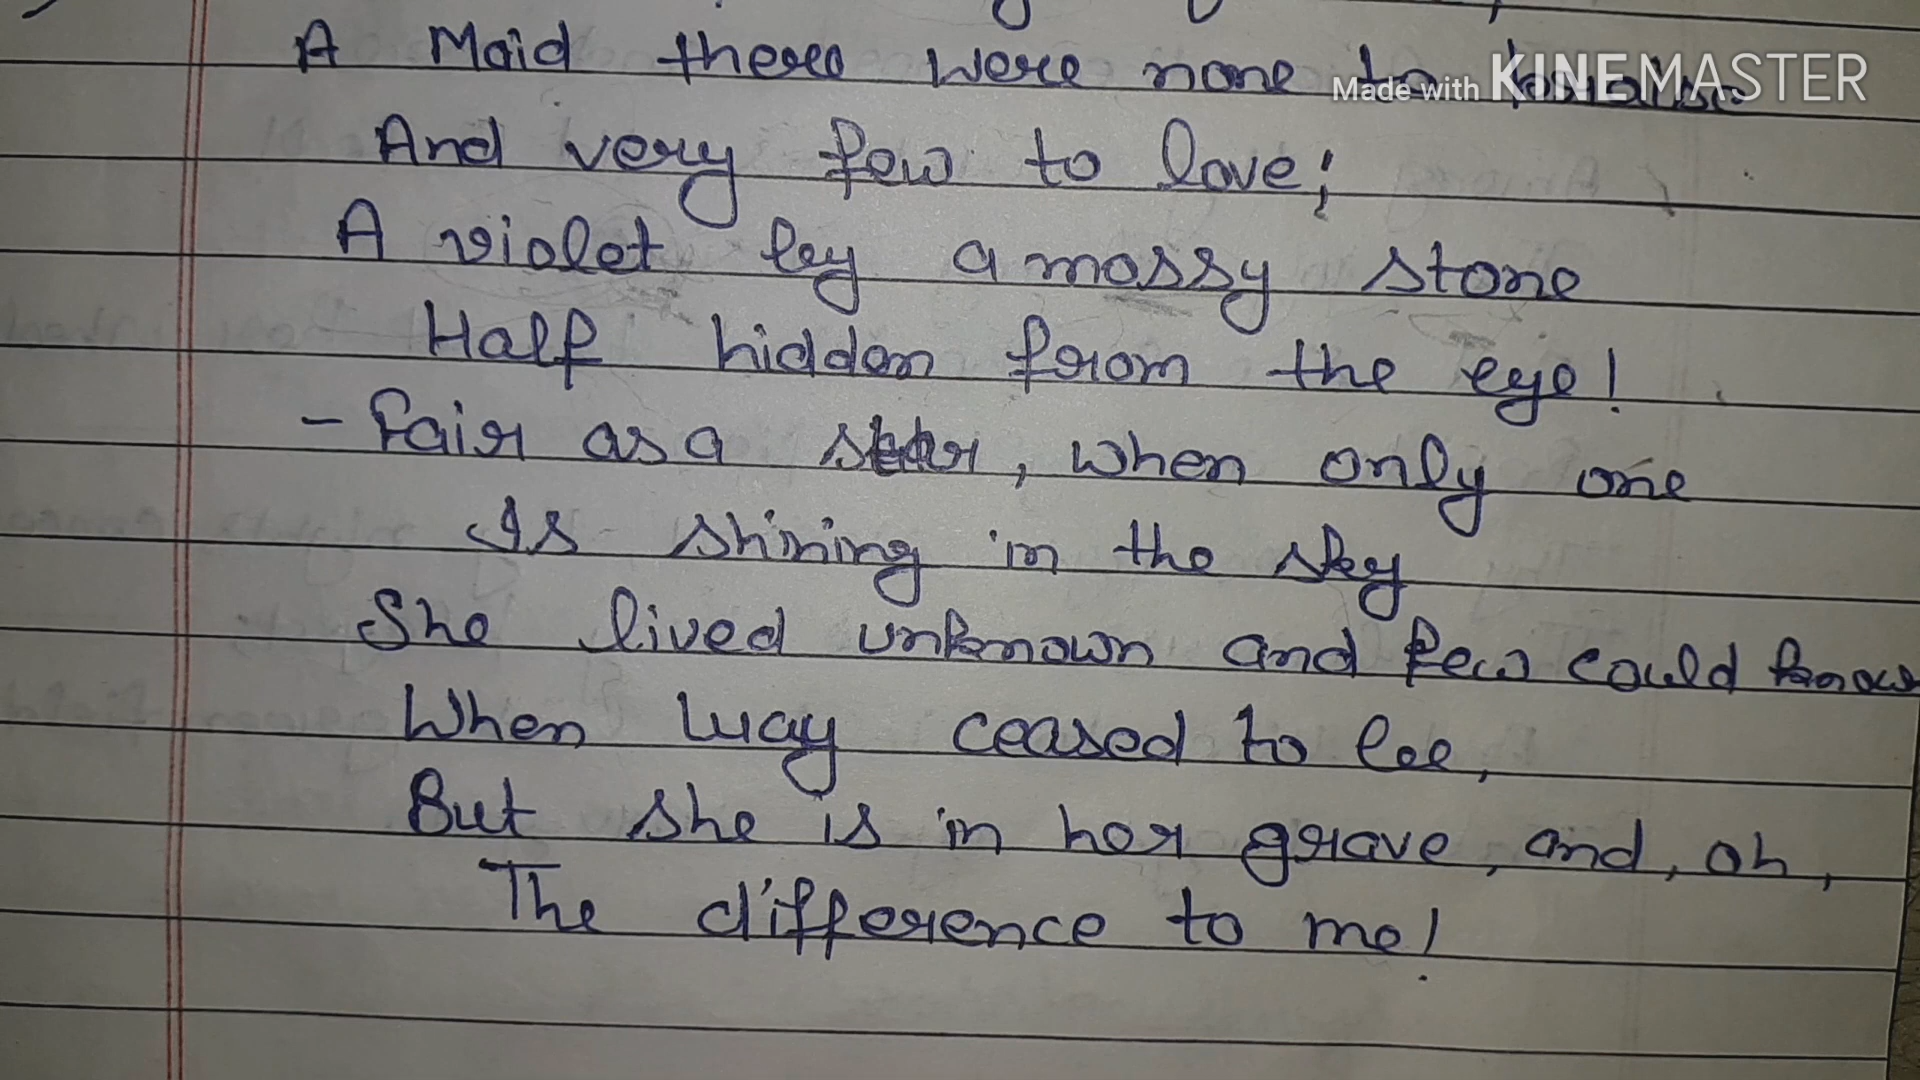 A Maid there were none to praise
Made with KINEMASTER
And very few to love;
A violet by a mossy stone
Half hidden from the eye!
- Fair as a star, when only one
Is shining in the sky
She lived unknown and few could know
When Lucy ceased to be,
But she is in her grave, and, oh,
The difference to me!